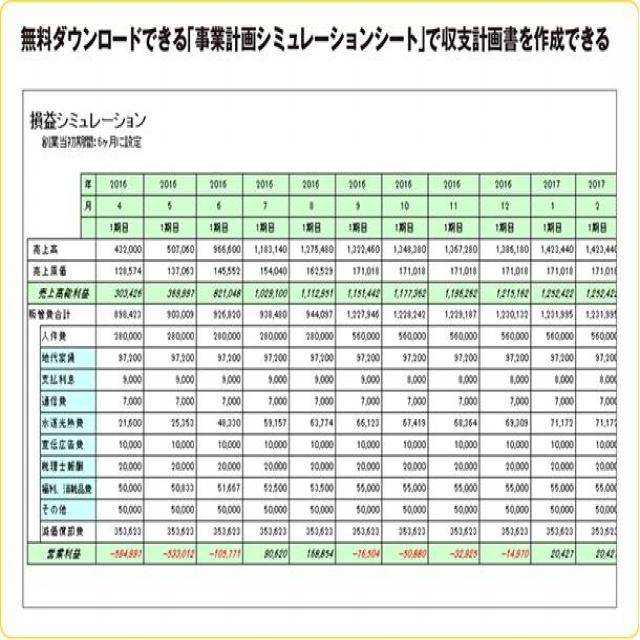 無料ダウンロードできる「事業計画シミュレーションシート」で収支計画書を作成できる
損益シミュレーション
創業当初期間:6ヶ月に設定
年 2016 2016 2016 2016 2016 2016 2016 2016 2016 2017 2017
月 4 5 6 7 8 9 10 11 12 1 2
1期目 1期目 1期目 1期目 1期目 1期目 1期目 1期目 1期目 1期目 1期目
売上高 432,000 507,060 966,600 1,183,140 1,275,480 1,322,460 1,348,380 1,367,280 1,386,180 1,423,440 1,423,440
売上原価 128,574 137,063 145,552 154,040 162,529 171,018 171,018 171,018 171,018 171,018 171,018
売上高総利益 303,426 369,997 821,048 1,029,100 1,112,951 1,151,442 1,177,362 1,196,262 1,215,162 1,252,422 1,252,422
販管費合計 898,423 903,009 926,820 938,480 944,097 1,227,946 1,228,242 1,229,187 1,230,132 1,231,995 1,231,995
人件費 280,000 280,000 280,000 280,000 280,000 560,000 560,000 560,000 560,000 560,000 560,000
地代家賃 97,200 97,200 97,200 97,200 97,200 97,200 97,200 97,200 97,200 97,200 97,200
支払利息 9,000 9,000 9,000 9,000 9,000 9,000 8,000 8,000 8,000 8,000 8,000
通信費 7,000 7,000 7,000 7,000 7,000 7,000 7,000 7,000 7,000 7,000 7,000
水道光熱費 21,600 25,353 48,330 59,157 63,774 66,123 67,419 68,364 69,309 71,172 71,172
宣伝広告費 10,000 10,000 10,000 10,000 10,000 10,000 10,000 10,000 10,000 10,000 10,000
税理士報酬 20,000 20,000 20,000 20,000 20,000 20,000 20,000 20,000 20,000 20,000 20,000
福利、消耗品費 50,000 50,833 51,667 52,500 53,500 55,000 55,000 55,000 55,000 55,000 55,000
その他 50,000 50,000 50,000 50,000 50,000 50,000 50,000 50,000 50,000 50,000 50,000
減価償却費 353,623 353,623 353,623 353,623 353,623 353,623 353,623 353,623 353,623 353,623 353,623
営業利益 -594,997 -533,012 -105,771 90,620 168,854 -76,504 -50,880 -32,925 -14,970 20,427 20,427